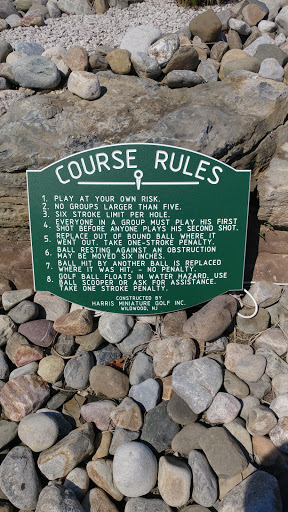 COURSE RULES
1. PLAY AT YOUR OWN RISK.
2. NO GROUPS LARGER THAN FIVE.
3. SIX STROKE LIMIT PER HOLE.
4. EVERYONE IN A GROUP MUST PLAY HIS FIRST
SHOT BEFORE ANYONE PLAYS HIS SECOND SHOT.
5. REPLACE OUT OF BOUND BALL WHERE IT
WENT OUT. TAKE ONE-STROKE PENALTY.
6. BALL RESTING AGAINST AN OBSTRUCTION
MAY BE MOVED SIX INCHES.
7. BALL HIT BY ANOTHER BALL IS REPLACED
WHERE IT WAS HIT, - NO PENALTY.
8. GOLF BALL FLOATS IN WATER HAZARD. USE
BALL SCOOPER OR ASK FOR ASSISTANCE.
TAKE ONE STROKE PENALTY.
CONSTRUCTED BY
HARRIS MINIATURE GOLF INC.
WILDWOOD, NJ